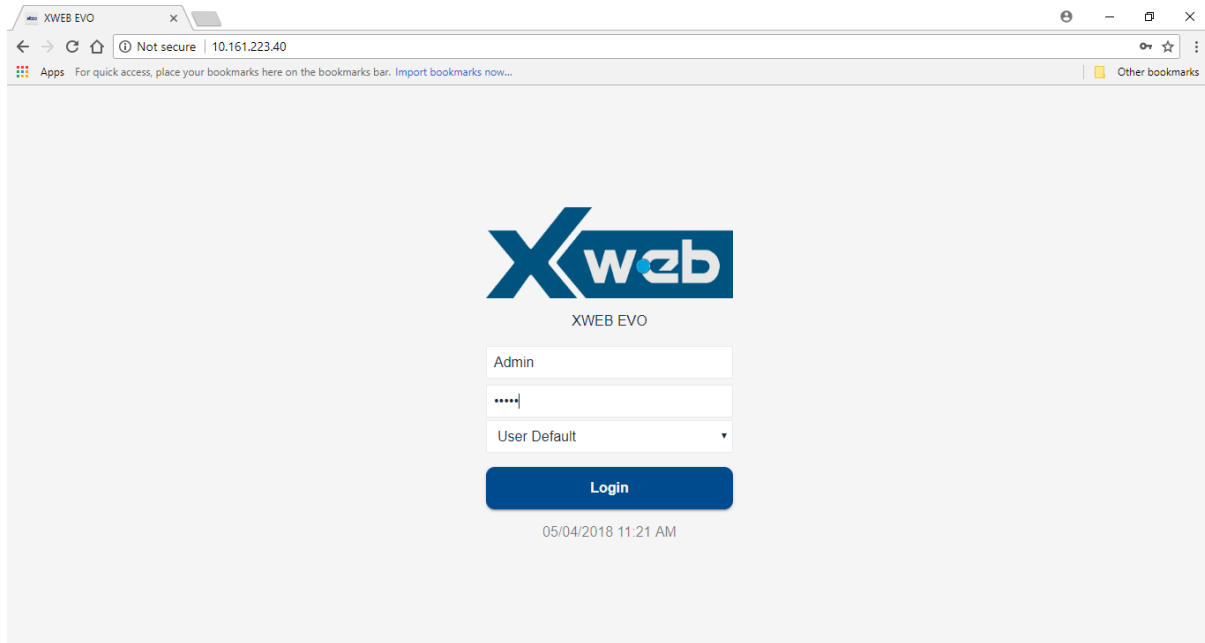 XWEB EVO
Not secure | 10.161.223.40
Apps For quick access, place your bookmarks here on the bookmarks bar. Import bookmarks now... Other bookmarks
Xweb
XWEB EVO
Admin
•••••
User Default
Login
05/04/2018 11:21 AM